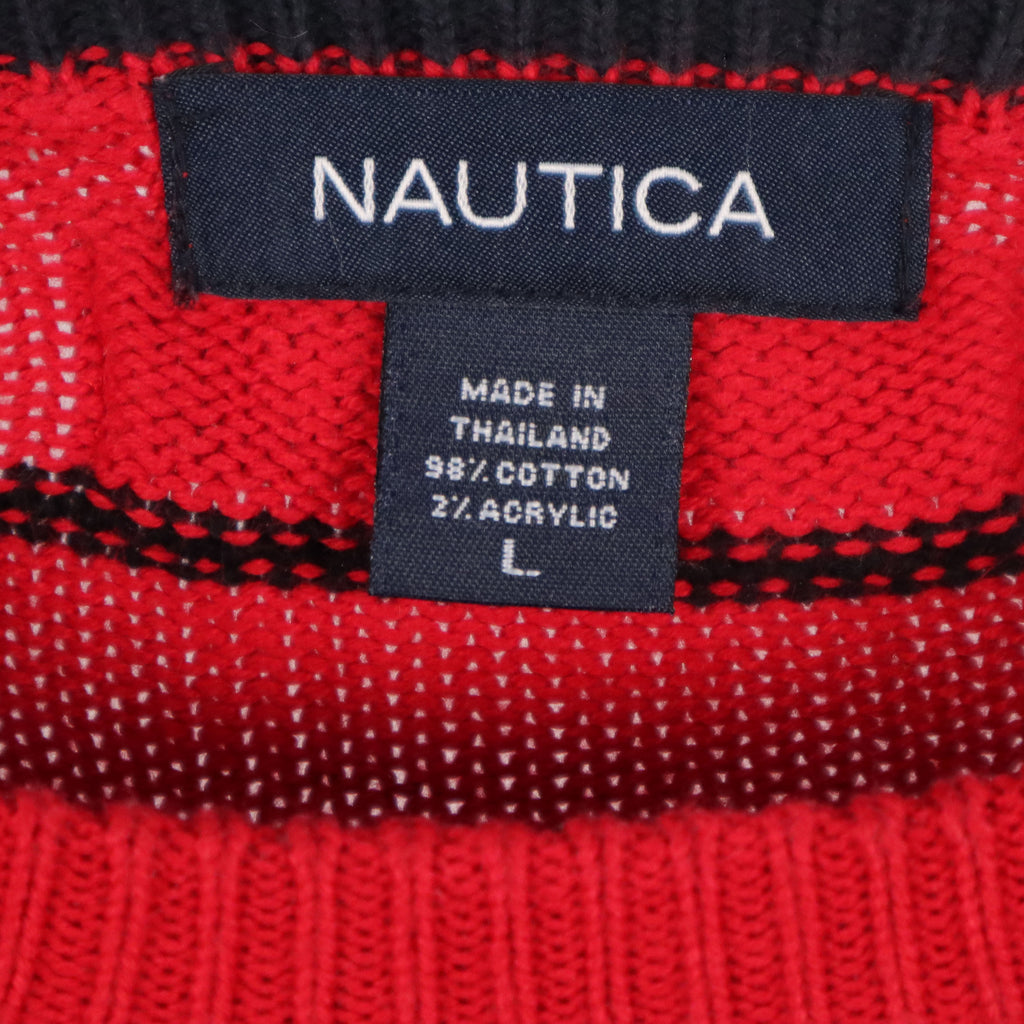 NAUTICA
MADE IN
THAILAND
98% COTTON
2% ACRYLIC
L